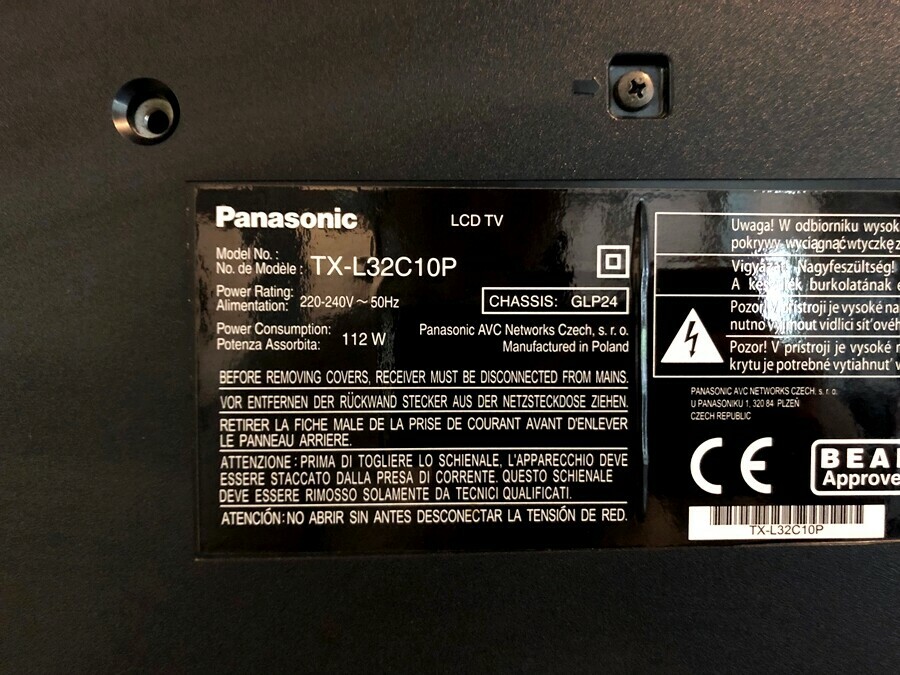 Panasonic
LCD TV
Model No. :
No. de Modèle : TX-L32C10P
Power Rating:
Alimentation: 220-240V ~ 50Hz
CHASSIS: GLP24
Power Consumption:
Potenza Assorbita: 112 W
Panasonic AVC Networks Czech, s. r. o.
Manufactured in Poland
BEFORE REMOVING COVERS, RECEIVER MUST BE DISCONNECTED FROM MAINS.
VOR ENTFERNEN DER RÜCKWAND STECKER AUS DER NETZSTECKDOSE ZIEHEN.
RETIRER LA FICHE MALE DE LA PRISE DE COURANT AVANT D'ENLEVER
LE PANNEAU ARRIERE.
ATTENZIONE : PRIMA DI TOGLIERE LO SCHIENALE, L'APPARECCHIO DEVE
ESSERE STACCATO DALLA PRESA DI CORRENTE. QUESTO SCHIENALE
DEVE ESSERE RIMOSSO SOLAMENTE DA TECNICI QUALIFICATI.
ATENCIÓN: NO ABRIR SIN ANTES DESCONECTAR LA TENSIÓN DE RED.
Uwaga! W odbiorniku wysok
pokrywy wyciągnąć wtyczkę z
Nagyfeszültség!
A burkolatának e
Pozor! přístroji je vysoké na
nutno vidlici síťovéh
Pozor! V prístroji je vysoké n
krytu je potrebné vytiahnuť v
PANASONIC AVC NETWORKS CZECH, s. r. o.
U PANASONIKU 1, 320 84 PLZEŇ
CZECH REPUBLIC
CE
BEA
Approve
TX-L32C10P